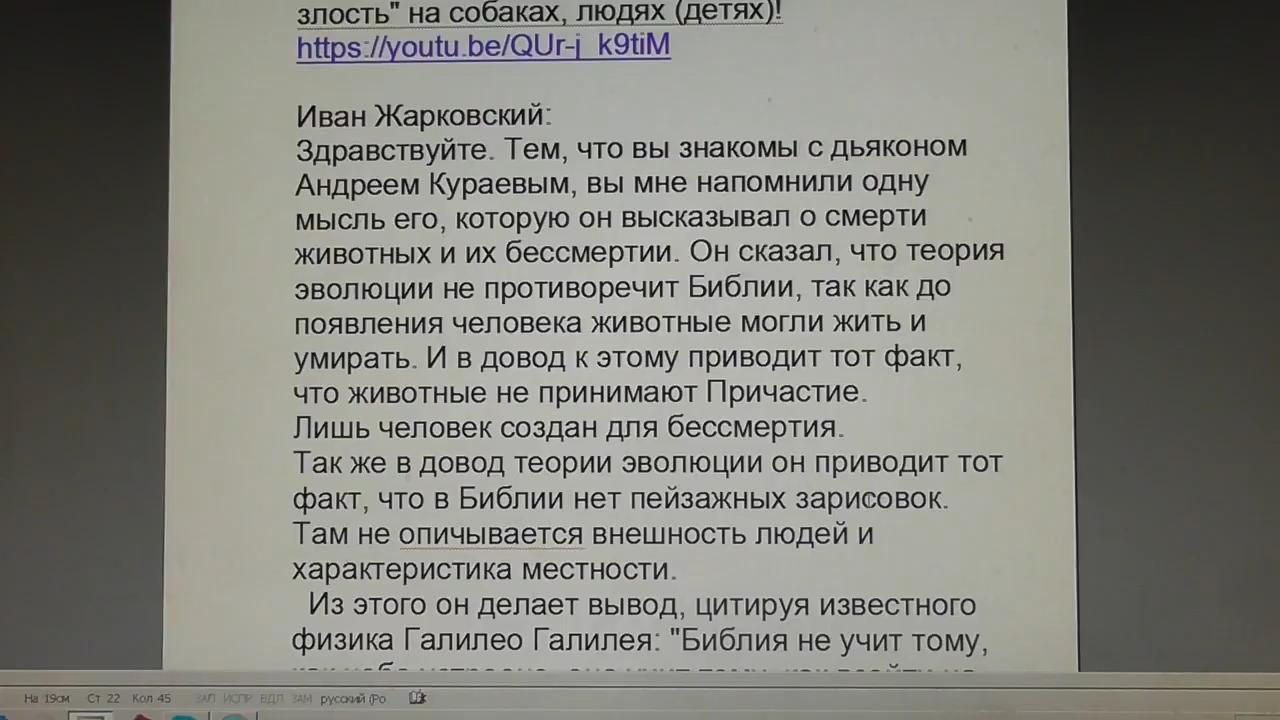 злость" на собаках, людях (детях)!
https://youtu.be/QUr-j_k9tiM
Иван Жарковский:
Здравствуйте. Тем, что вы знакомы с дьяконом
Андреем Кураевым, вы мне напомнили одну
мысль его, которую он высказывал о смерти
животных и их бессмертии. Он сказал, что теория
эволюции не противоречит Библии, так как до
появления человека животные могли жить и
умирать. И в довод к этому приводит тот факт,
что животные не принимают Причастие.
Лишь человек создан для бессмертия.
Так же в довод теории эволюции он приводит тот
факт, что в Библии нет пейзажных зарисовок.
Там не опичывается внешность людей и
характеристика местности.
Из этого он делает вывод, цитируя известного
физика Галилео Галилея: "Библия не учит тому,
На 19см Ст 22 Кол 45 ЗАП ИСПР ВДЛ ЗАМ русский (Ро